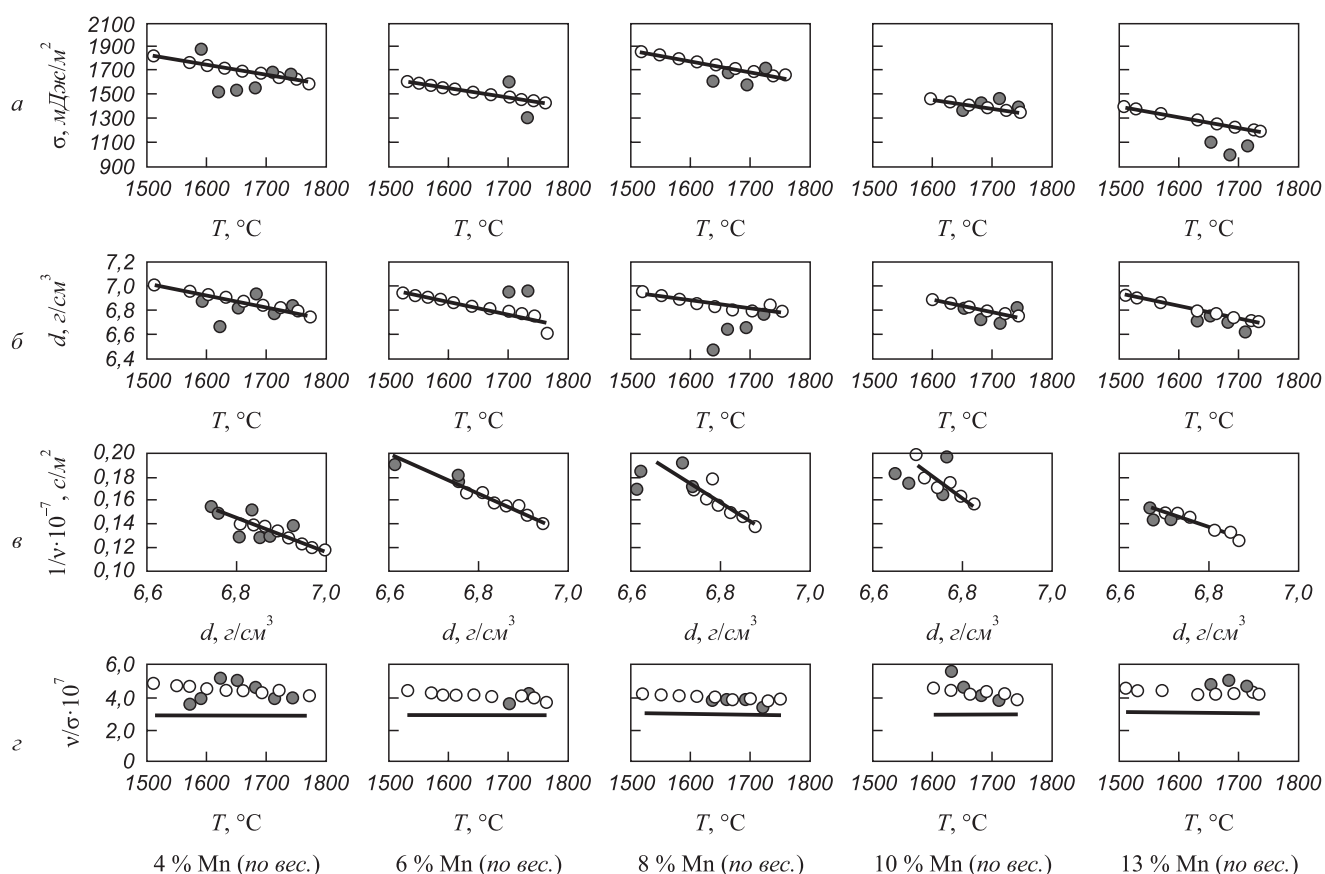 2100
1900
1700
1500
1300
1100
900
а
σ, мДж/м²
1500 1600 1700 1800 1500 1600 1700 1800 1500 1600 1700 1800 1500 1600 1700 1800 1500 1600 1700 1800
T, °C T, °C T, °C T, °C T, °C
7,2
7,0
6,8
6,6
6,4
б
d, г/см³
1500 1600 1700 1800 1500 1600 1700 1800 1500 1600 1700 1800 1500 1600 1700 1800 1500 1600 1700 1800
T, °C T, °C T, °C T, °C T, °C
0,20
0,18
0,16
0,14
0,12
0,10
в
1/ν·10⁻⁷, с/м²
6,6 6,8 7,0 6,6 6,8 7,0 6,6 6,8 7,0 6,6 6,8 7,0 6,6 6,8 7,0
d, г/см³ d, г/см³ d, г/см³ d, г/см³ d, г/см³
6,0
4,0
2,0
0
г
ν/σ·10⁷
1500 1600 1700 1800 1500 1600 1700 1800 1500 1600 1700 1800 1500 1600 1700 1800 1500 1600 1700 1800
T, °C T, °C T, °C T, °C T, °C
4 % Mn (по вес.) 6 % Mn (по вес.) 8 % Mn (по вес.) 10 % Mn (по вес.) 13 % Mn (по вес.)